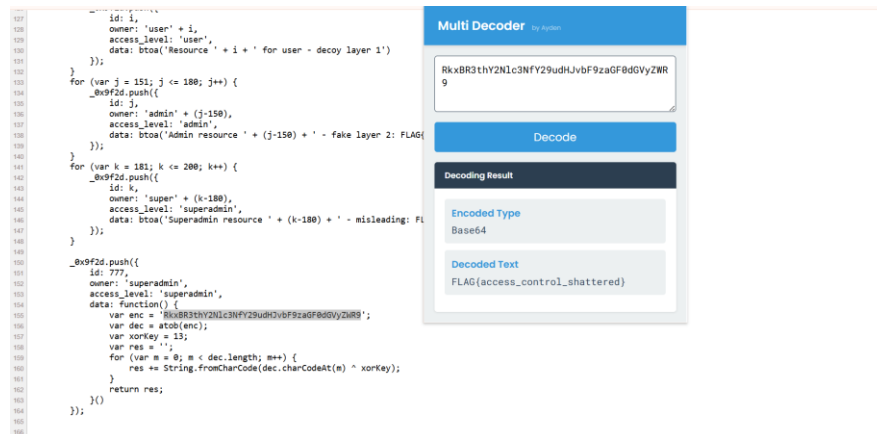 127 id: i,
128 owner: 'user' + i,
129 access_level: 'user',
130 data: btoa('Resource ' + i + ' for user - decoy layer 1')
131 });
132 }
133 for (var j = 151; j <= 180; j++) {
134 _0x9f2d.push({
135 id: j,
136 owner: 'admin' + (j-150),
137 access_level: 'admin',
138 data: btoa('Admin resource ' + (j-150) + ' - fake layer 2: FLAG{
139 });
140 }
141 for (var k = 181; k <= 200; k++) {
142 _0x9f2d.push({
143 id: k,
144 owner: 'super' + (k-180),
145 access_level: 'superadmin',
146 data: btoa('Superadmin resource ' + (k-180) + ' - misleading: FL
147 });
148 }
149
150 _0x9f2d.push({
151 id: 777,
152 owner: 'superadmin',
153 access_level: 'superadmin',
154 data: function() {
155 var enc = 'RkxBR3thY2Nlc3NfY29udHJvbF9zaGF0dGVyZWR9';
156 var dec = atob(enc);
157 var xorKey = 13;
158 var res = '';
159 for (var m = 0; m < dec.length; m++) {
160 res += String.fromCharCode(dec.charCodeAt(m) ^ xorKey);
161 }
162 return res;
163 }()
164 });
165
166
Multi Decoder by Ayden
RkxBR3thY2Nlc3NfY29udHJvbF9zaGF0dGVyZWR
9
Decode
Decoding Result
Encoded Type
Base64
Decoded Text
FLAG{access_control_shattered}